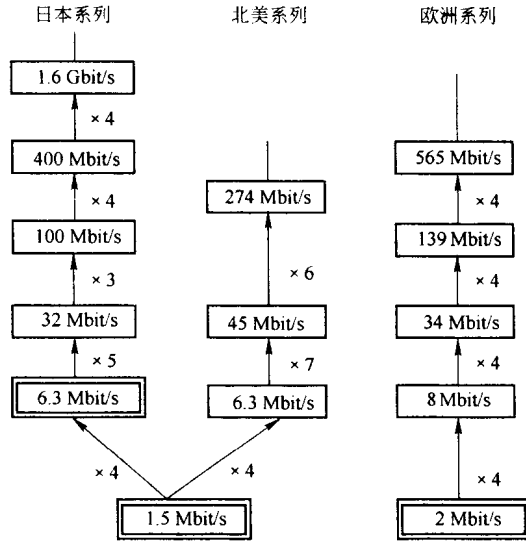 日本系列 北美系列 欧洲系列
1.6 Gbit/s
× 4
400 Mbit/s 565 Mbit/s
× 4 274 Mbit/s × 4
100 Mbit/s 139 Mbit/s
× 3 × 6 × 4
32 Mbit/s 45 Mbit/s 34 Mbit/s
× 5 × 7 × 4
6.3 Mbit/s 6.3 Mbit/s 8 Mbit/s
× 4 × 4 × 4
1.5 Mbit/s 2 Mbit/s